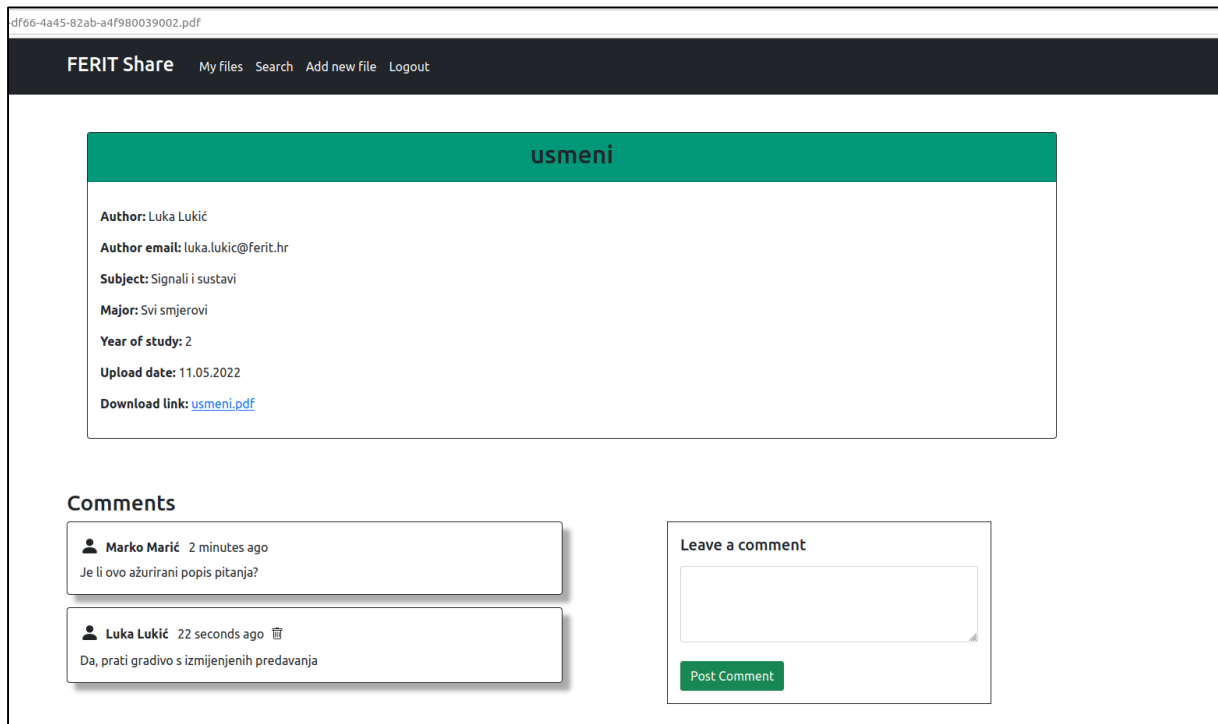 -df66-4a45-82ab-a4f980039002.pdf
FERIT Share My files Search Add new file Logout
usmeni
Author: Luka Lukić
Author email: luka.lukic@ferit.hr
Subject: Signali i sustavi
Major: Svi smjerovi
Year of study: 2
Upload date: 11.05.2022
Download link: usmeni.pdf
Comments
Marko Marić 2 minutes ago
Je li ovo ažurirani popis pitanja?
Luka Lukić 22 seconds ago
Da, prati gradivo s izmijenjenih predavanja
Leave a comment
Post Comment